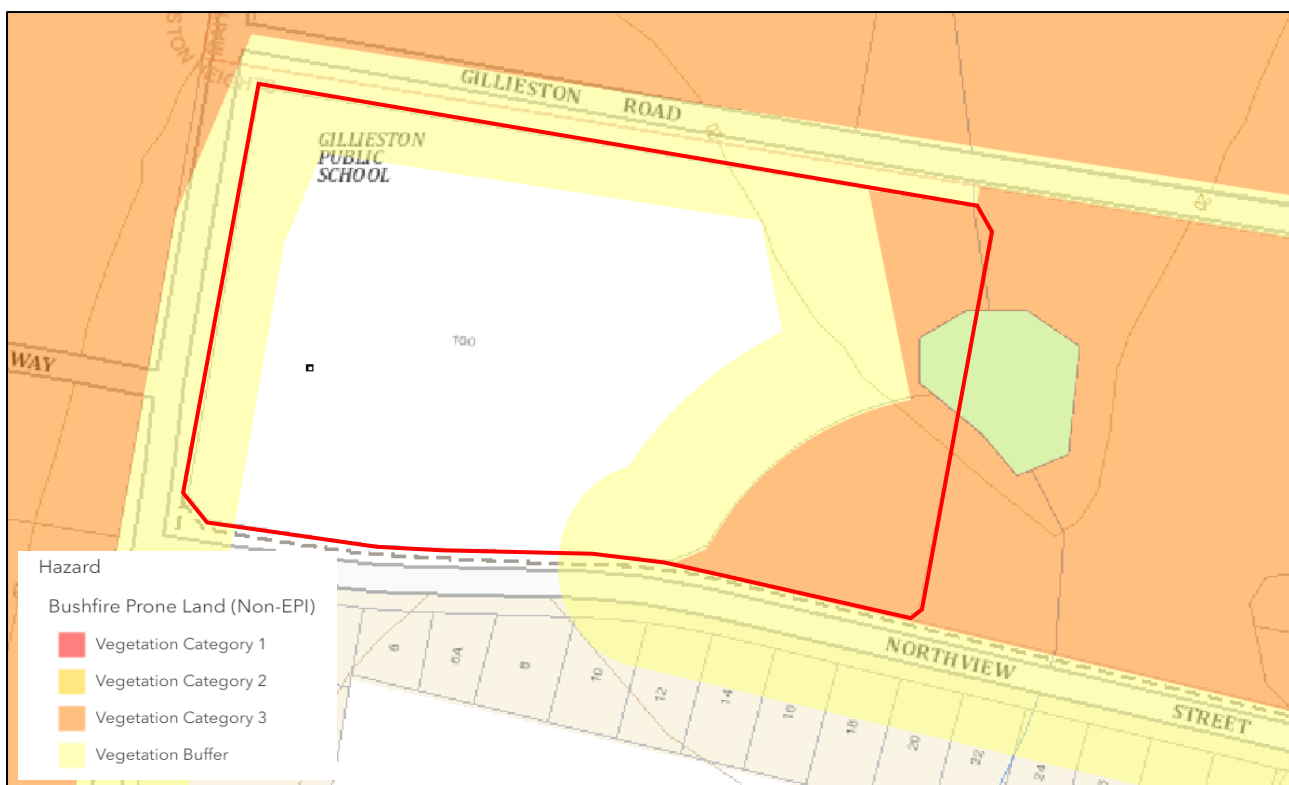 GILLIESTON ROAD
GILLIESTON
PUBLIC
SCHOOL
20
100
WAY
Hazard
Bushfire Prone Land (Non-EPI)
Vegetation Category 1
Vegetation Category 2
Vegetation Category 3
Vegetation Buffer
6
6A
8
10
12
14
16
18
20
22
24
NORTHVIEW
STREET